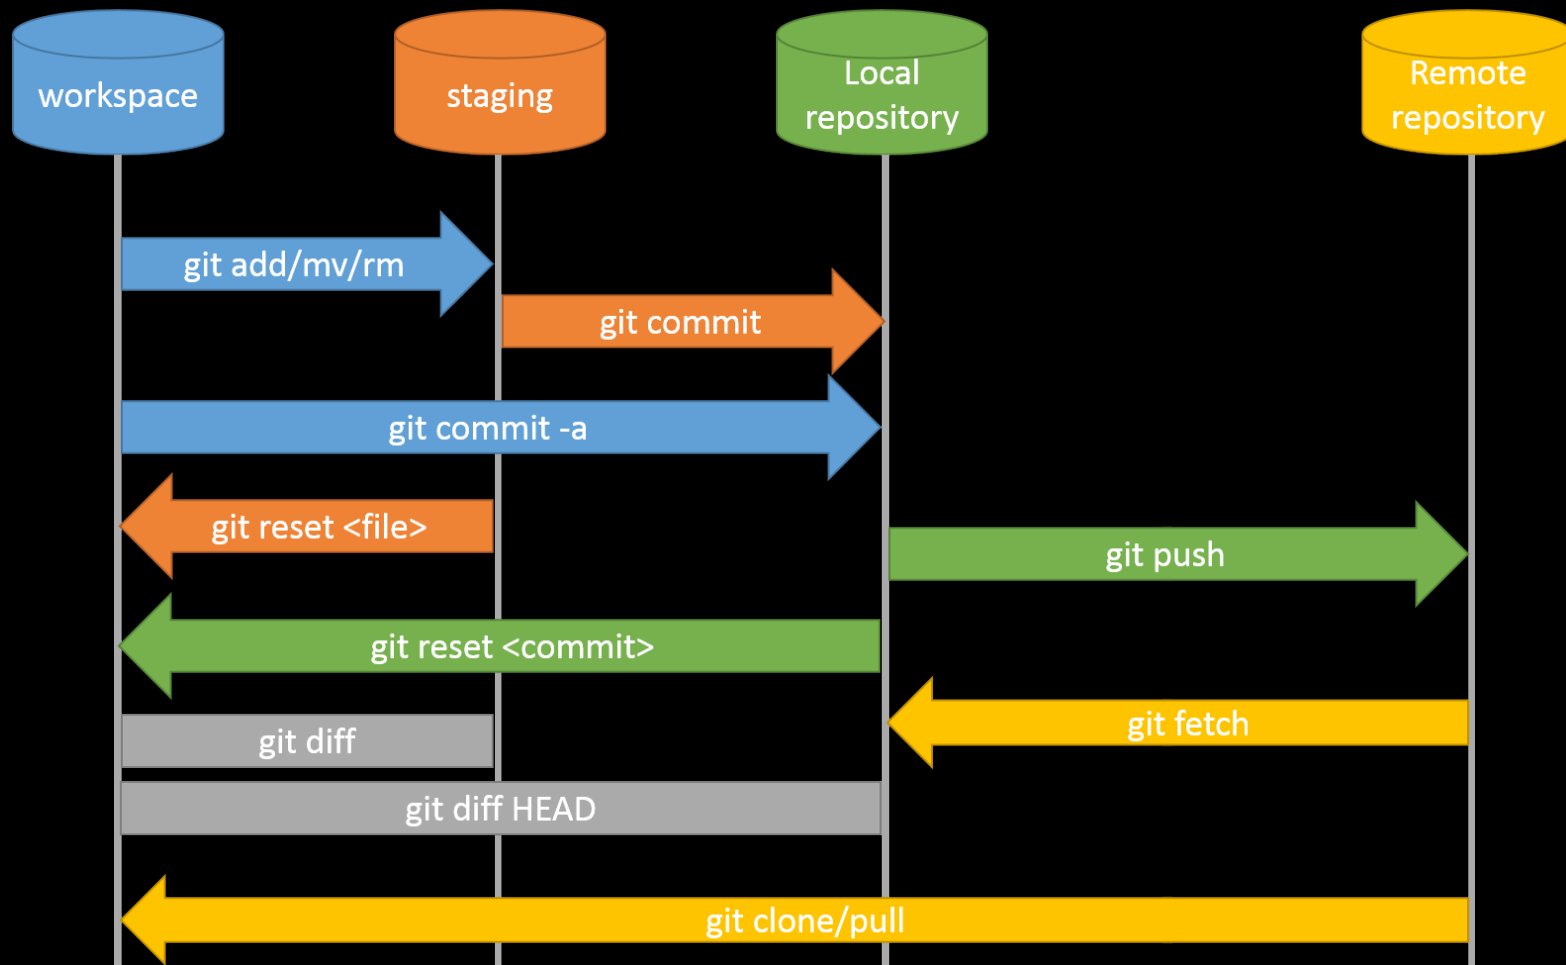 workspace
staging
Local
repository
Remote
repository
git add/mv/rm
git commit
git commit -a
git reset <file>
git push
git reset <commit>
git fetch
git diff
git diff HEAD
git clone/pull